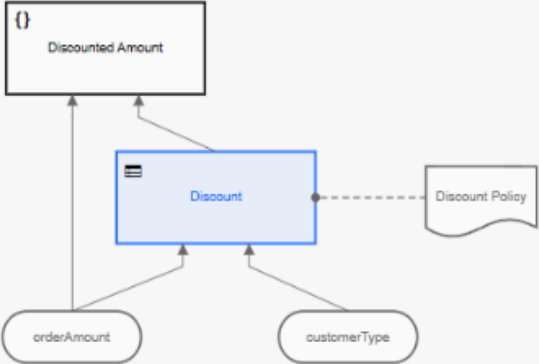 {}
Discounted Amount
Discount
Discount Policy
orderAmount
customerType